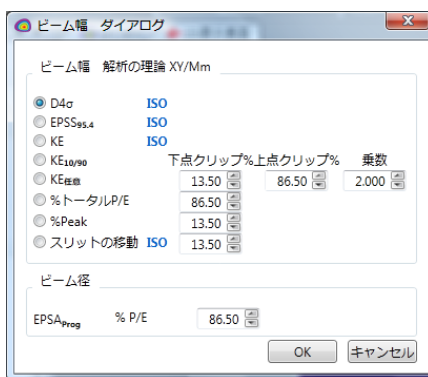 ビーム幅　ダイアログ
ビーム幅　解析の理論 XY/Mm
D4σ ISO
EPSS95.4 ISO
KE ISO
KE10/90 下点クリップ% 上点クリップ% 乗数
KE任意 13.50 86.50 2.000
%トータルP/E 86.50
%Peak 13.50
スリットの移動 ISO 13.50
ビーム径
EPSAProg % P/E 86.50
OK キャンセル